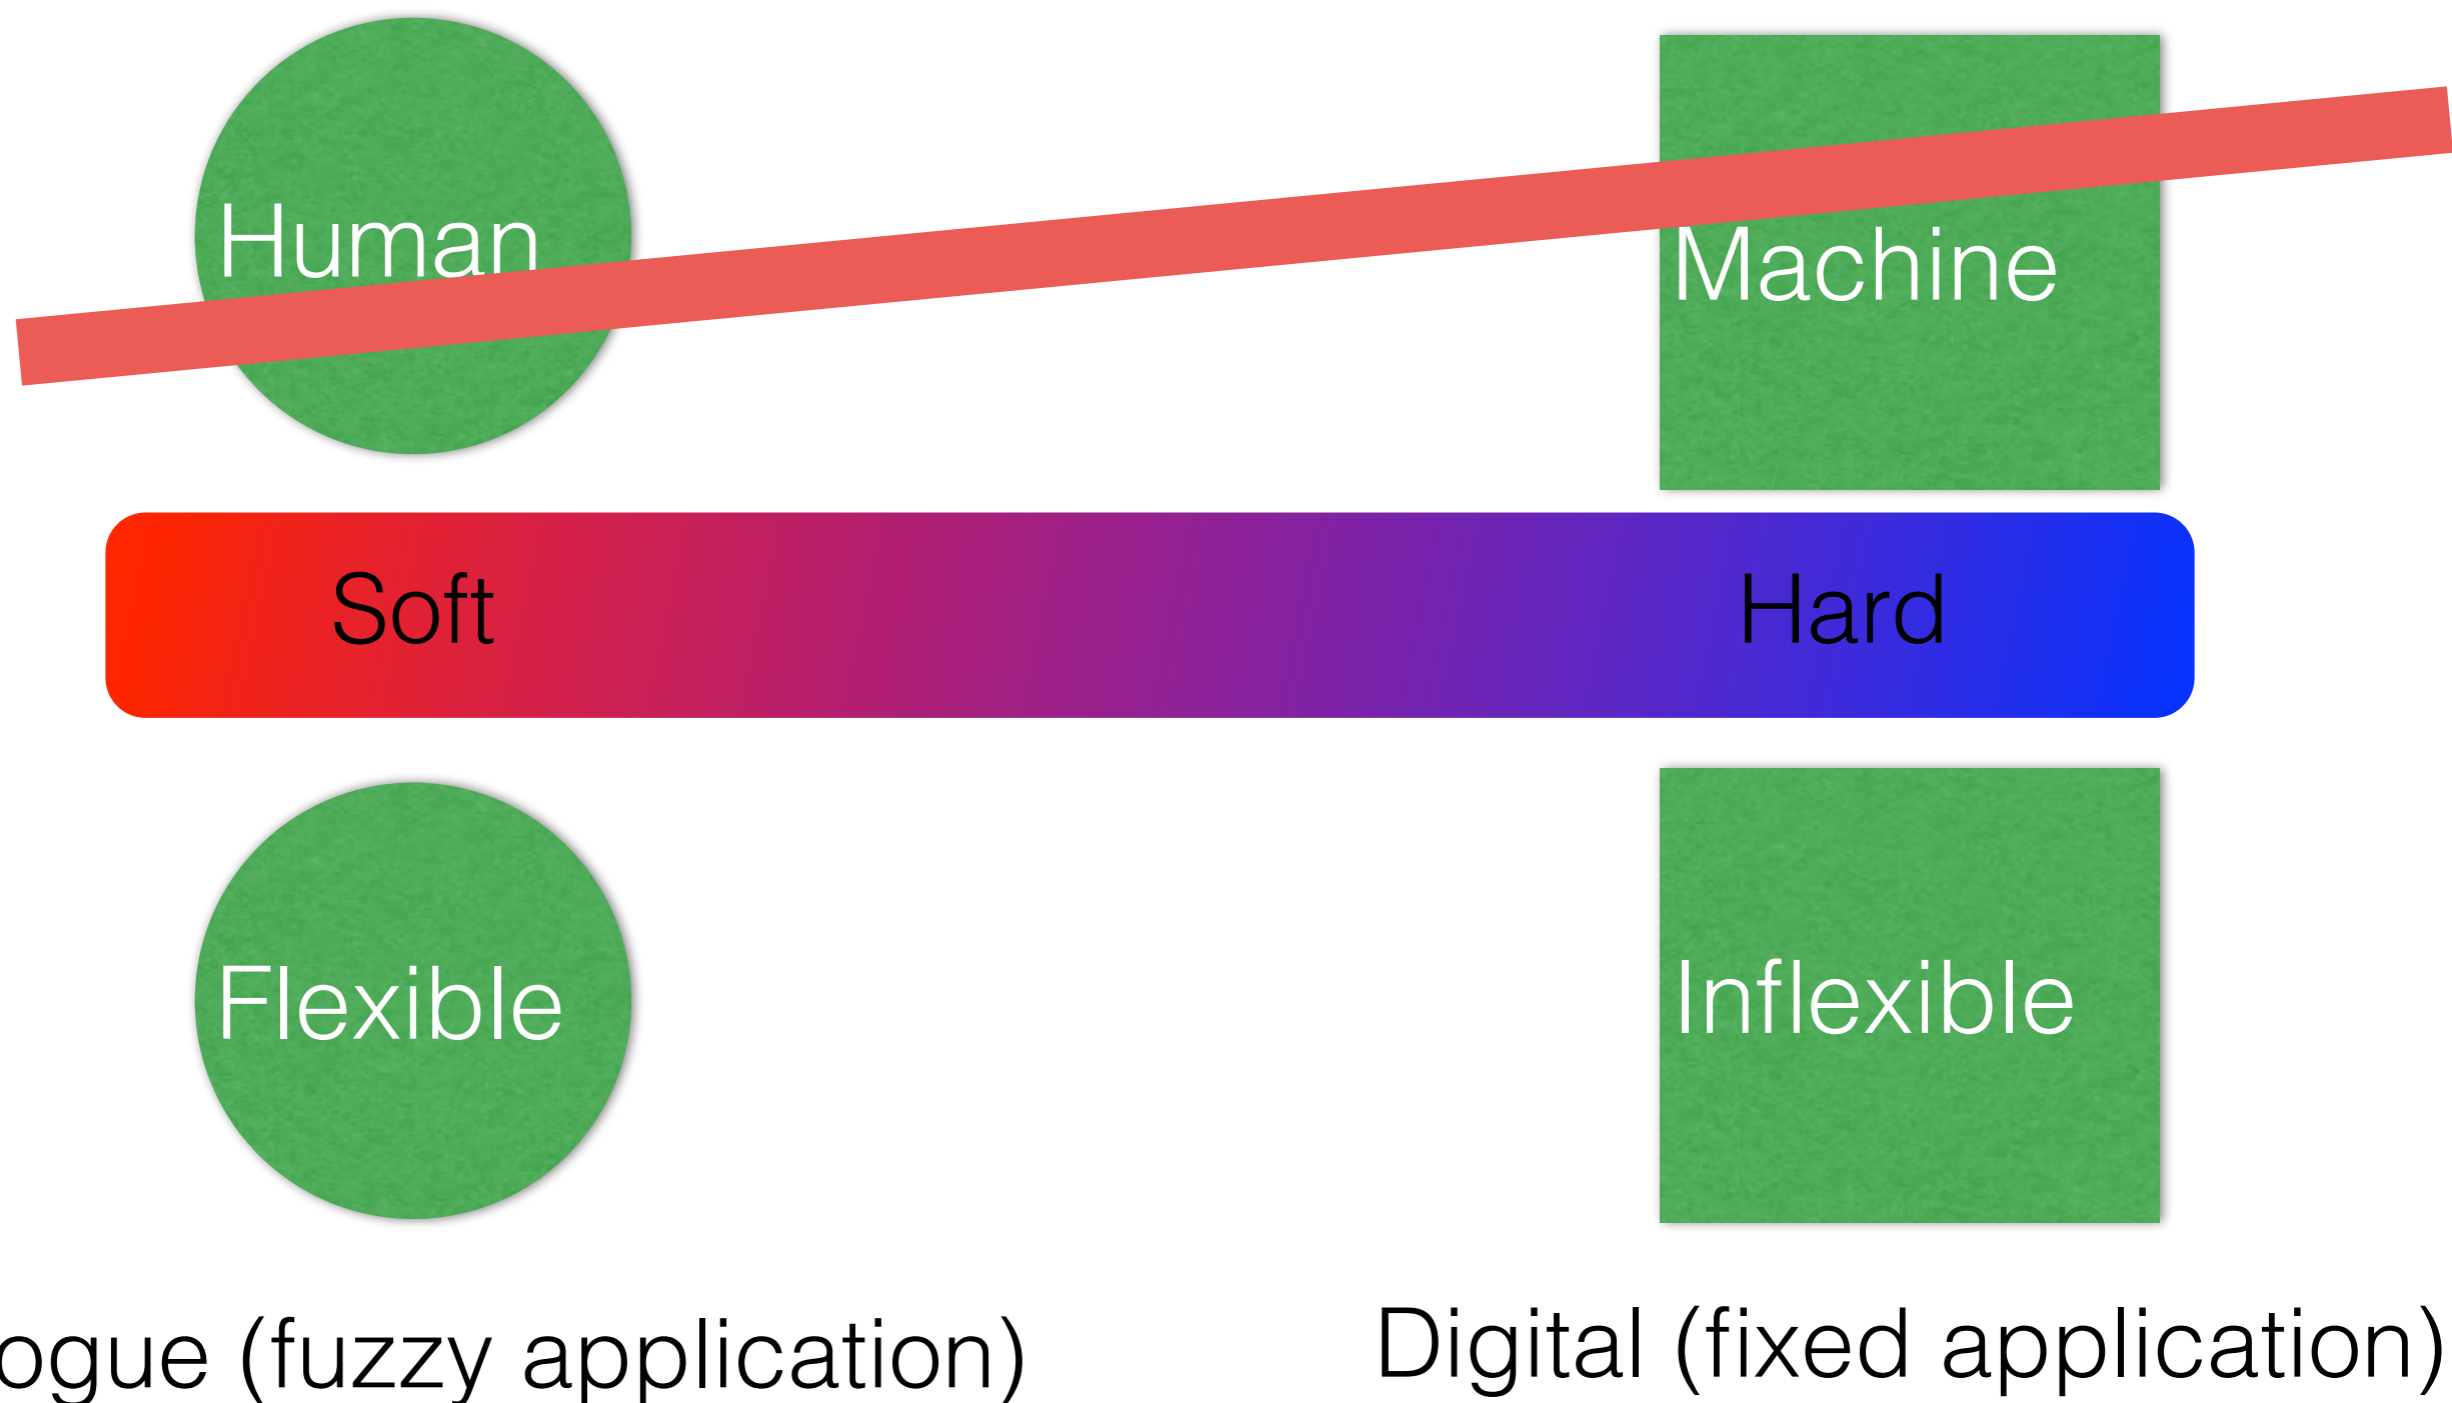 Human
Machine
Soft
Hard
Flexible
Inflexible
ogue (fuzzy application)
Digital (fixed application)